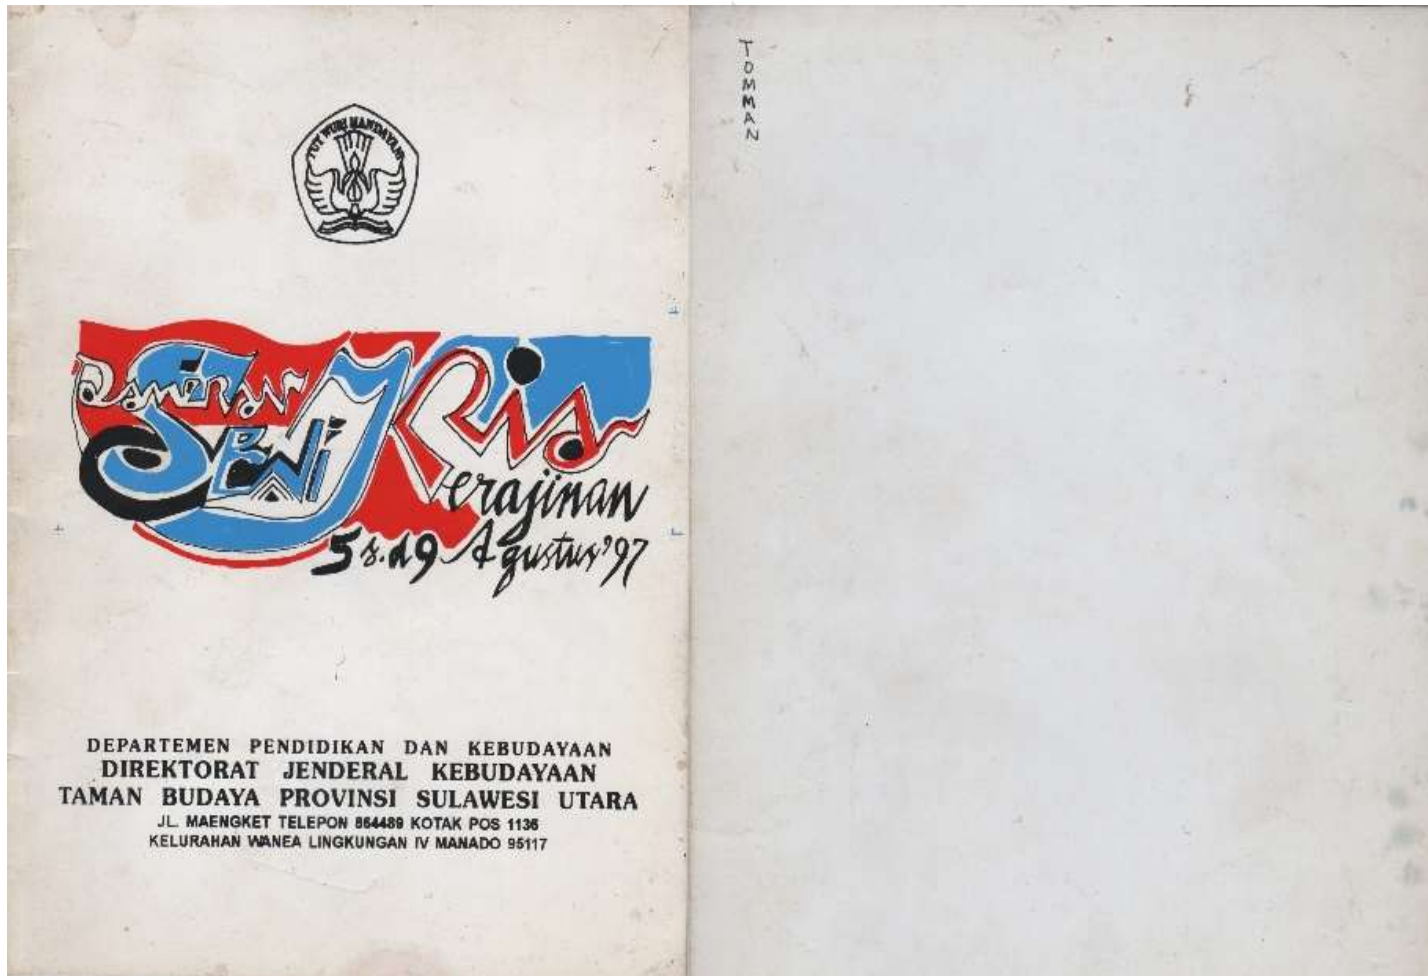 TUT WURI HANDAYANI
Pameran
Seni
Kria
erajinan
5 s.d 9 Agustus '97
DEPARTEMEN PENDIDIKAN DAN KEBUDAYAAN
DIREKTORAT JENDERAL KEBUDAYAAN
TAMAN BUDAYA PROVINSI SULAWESI UTARA
JL. MAENGKET TELEPON 864489 KOTAK POS 1136
KELURAHAN WANEA LINGKUNGAN IV MANADO 95117
TOMMAN